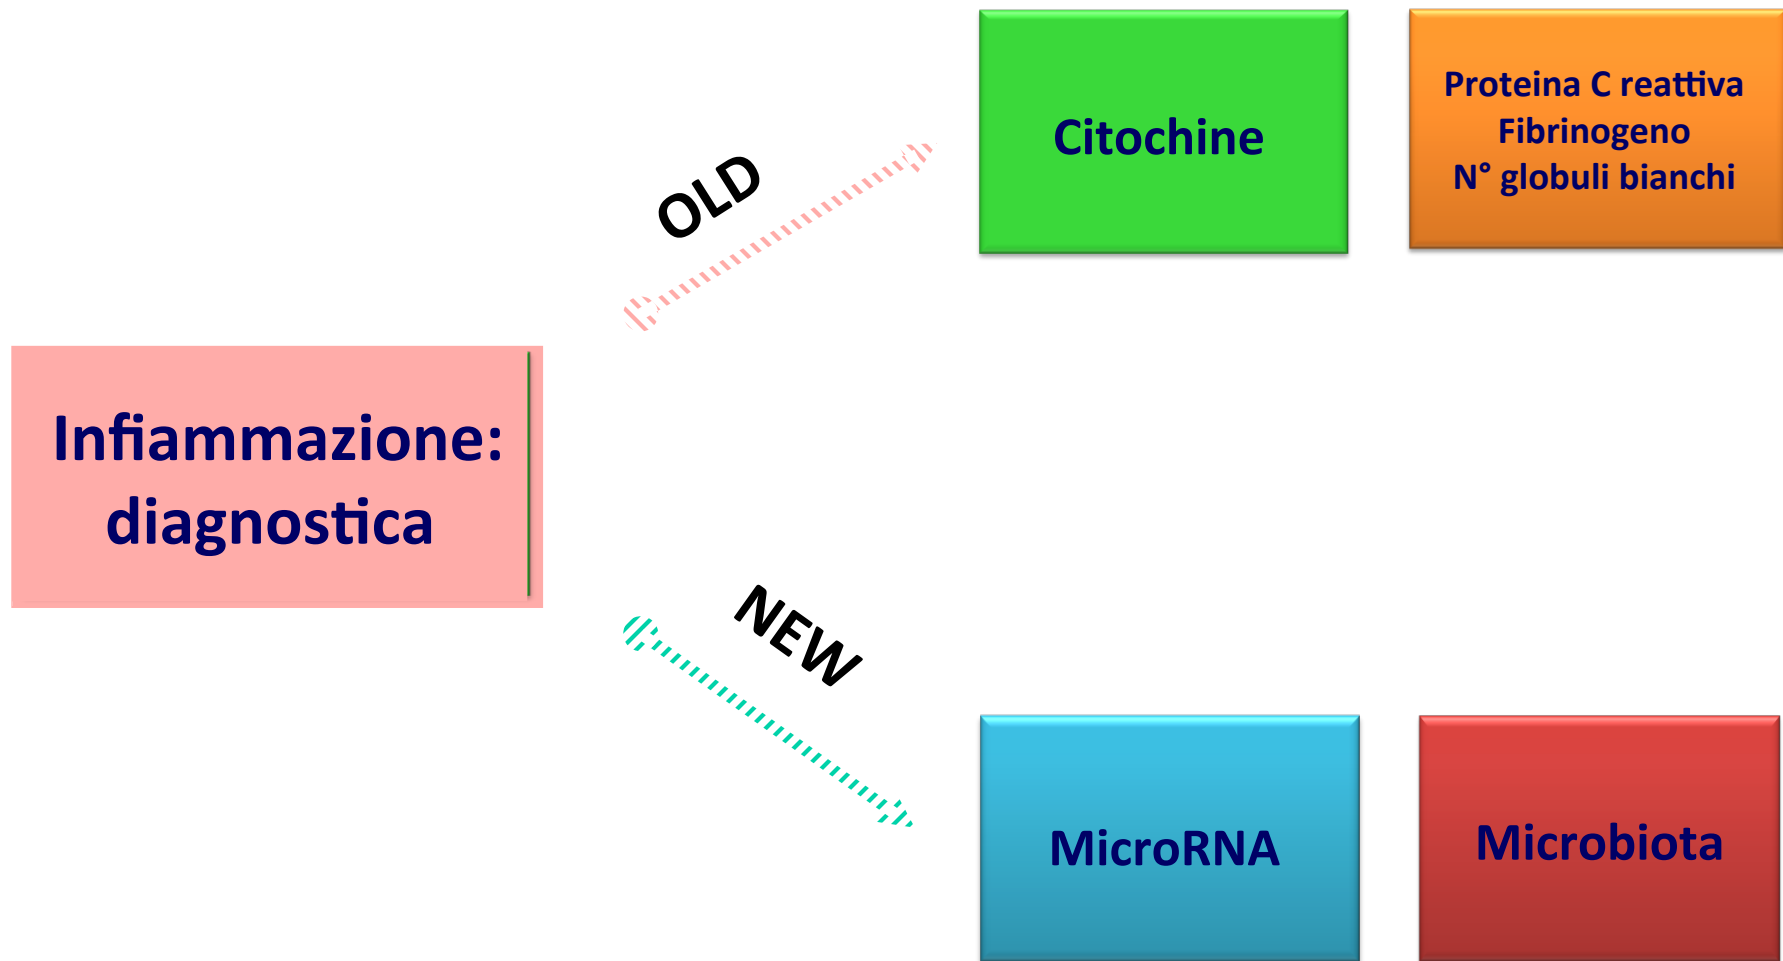 Citochine
Proteina C reattiva
Fibrinogeno
N° globuli bianchi
OLD
Infiammazione:
diagnostica
NEW
MicroRNA
Microbiota